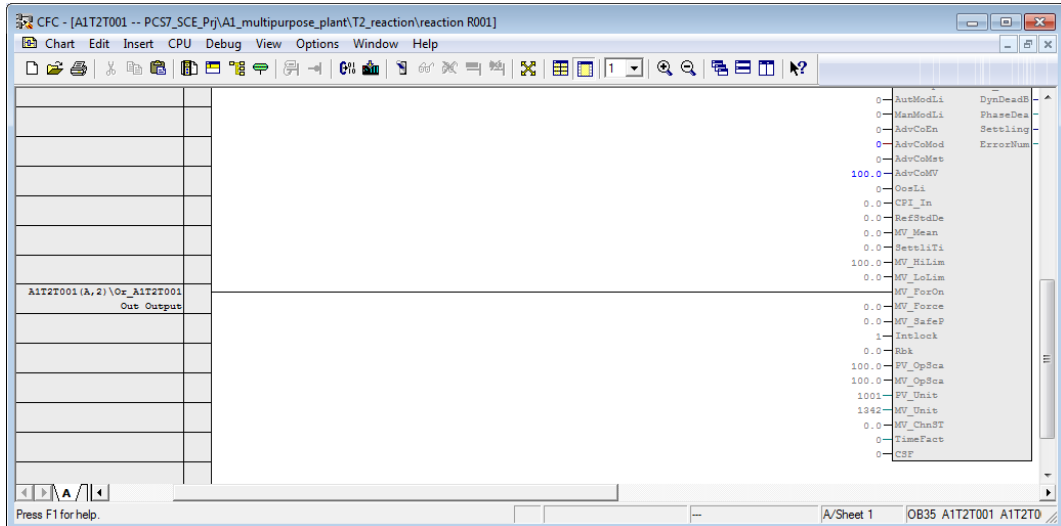 CFC - [A1T2T001 -- PCS7_SCE_Prj\A1_multipurpose_plant\T2_reaction\reaction R001]
Chart Edit Insert CPU Debug View Options Window Help
1
0 AutModLi DynDeadB
0 ManModLi PhaseDea
0 AdvCoEn Settling
0 AdvCoMod ErrorNum
0 AdvCoMst
100.0 AdvCoMV
0 OosLi
0.0 CPI_In
0.0 RefStdDe
0.0 MV_Mean
0.0 SettliTi
100.0 MV_HiLim
0.0 MV_LoLim
A1T2T001(A,2)\Or_A1T2T001 MV_ForOn
Out Output 0.0 MV_Force
0.0 MV_SafeP
1 Intlock
0.0 Rbk
100.0 PV_OpSca
100.0 MV_OpSca
1001 PV_Unit
1342 MV_Unit
0.0 MV_ChnST
0 TimeFact
0 CSF
A
Press F1 for help. --- A/Sheet 1 OB35 A1T2T001 A1T2T0